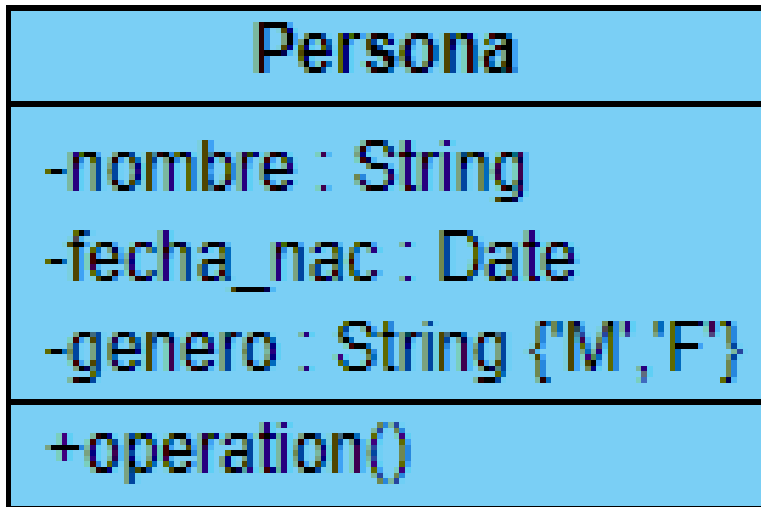 Persona
-nombre : String
-fecha_nac : Date
-genero : String {'M','F'}
+operation()